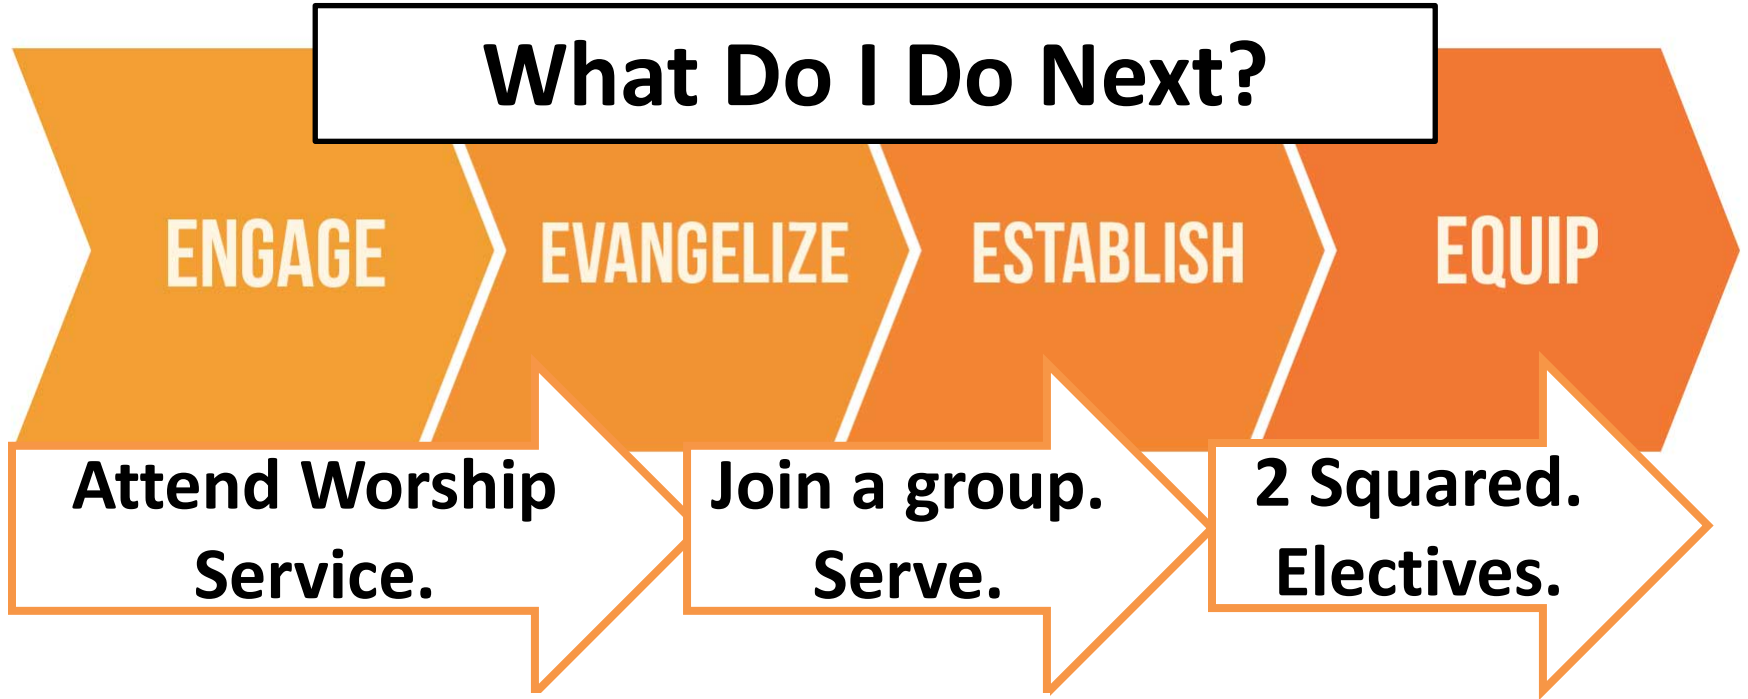 What Do I Do Next?
ENGAGE
EVANGELIZE
ESTABLISH
EQUIP
Attend Worship
Service.
Join a group.
Serve.
2 Squared.
Electives.